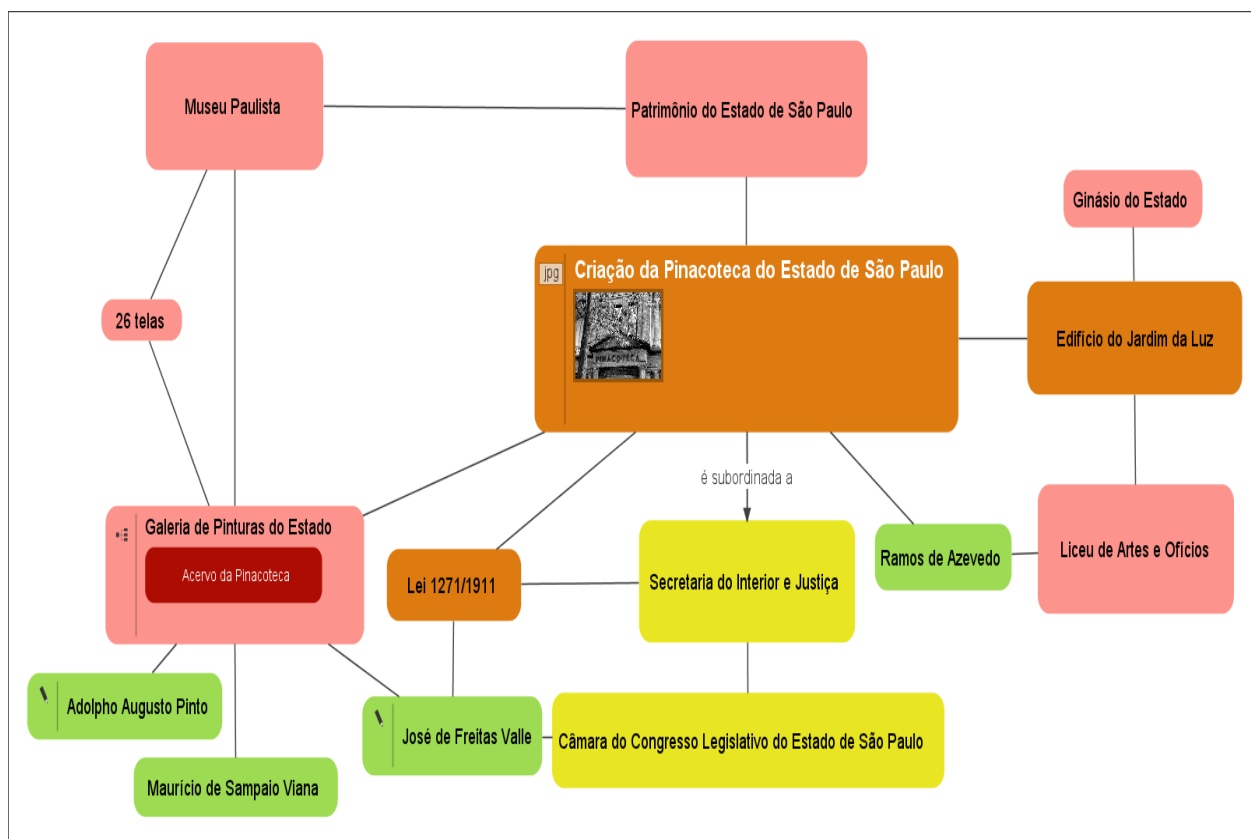 Museu Paulista
Patrimônio do Estado de São Paulo
Ginásio do Estado
jpg
Criação da Pinacoteca do Estado de São Paulo
PINACOTECA
26 telas
Edifício do Jardim da Luz
é subordinada a
Galeria de Pinturas do Estado
Acervo da Pinacoteca
Lei 1271/1911
Secretaria do Interior e Justiça
Ramos de Azevedo
Liceu de Artes e Ofícios
Adolpho Augusto Pinto
José de Freitas Valle
Câmara do Congresso Legislativo do Estado de São Paulo
Maurício de Sampaio Viana